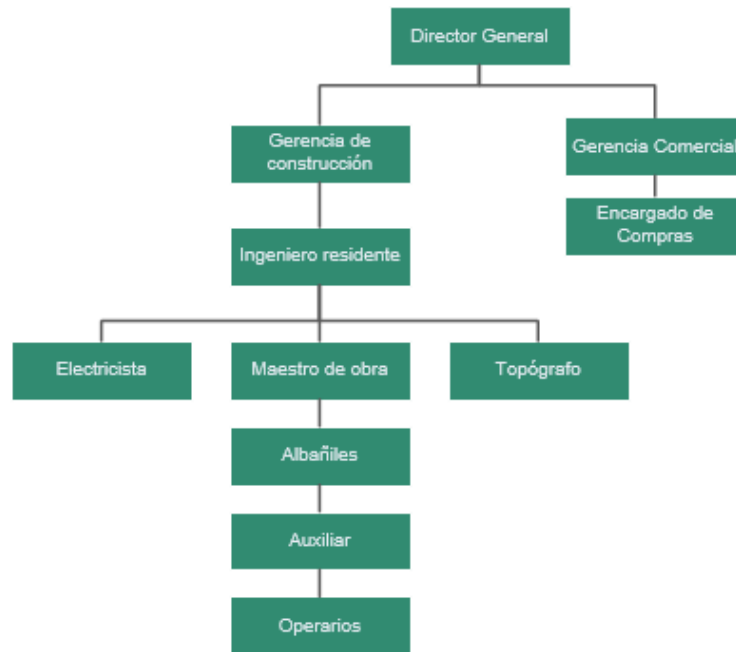 Director General
Gerencia de
construcción
Gerencia Comercial
Encargado de
Compras
Ingeniero residente
Electricista
Maestro de obra
Topógrafo
Albañiles
Auxiliar
Operarios